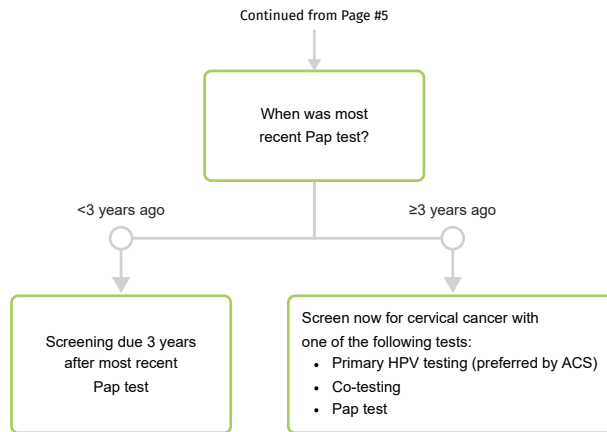 Continued from Page #5
When was most
recent Pap test?
<3 years ago
≥3 years ago
Screening due 3 years
after most recent
Pap test
Screen now for cervical cancer with
one of the following tests:
• Primary HPV testing (preferred by ACS)
• Co-testing
• Pap test